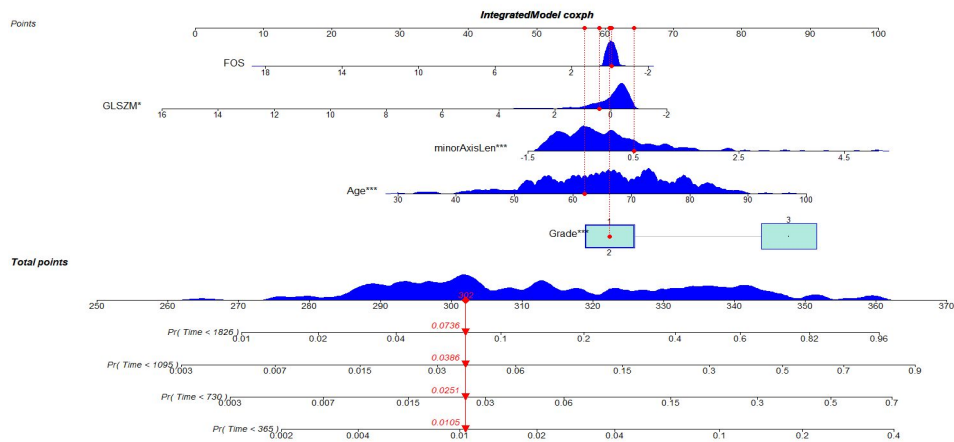 IntegratedModel coxph
Points
0 10 20 30 40 50 60 70 80 90 100
FOS
18 14 10 6 2 -2
GLSZM*
16 14 12 10 8 6 4 2 0 -2
minorAxisLen***
-1.5 0.5 2.5 4.5
Age***
30 40 50 60 70 80 90 100
1 3
Grade***
2
Total points
302
250 260 270 280 290 300 310 320 330 340 350 360 370
0.0736
Pr( Time < 1826 )
0.01 0.02 0.04 0.1 0.2 0.4 0.6 0.82 0.96
0.0386
Pr( Time < 1095 )
0.003 0.007 0.015 0.03 0.06 0.15 0.3 0.5 0.7 0.9
0.0251
Pr( Time < 730 )
0.003 0.007 0.015 0.03 0.06 0.15 0.3 0.5 0.7
0.0105
Pr( Time < 365 )
0.002 0.004 0.01 0.02 0.04 0.1 0.2 0.4